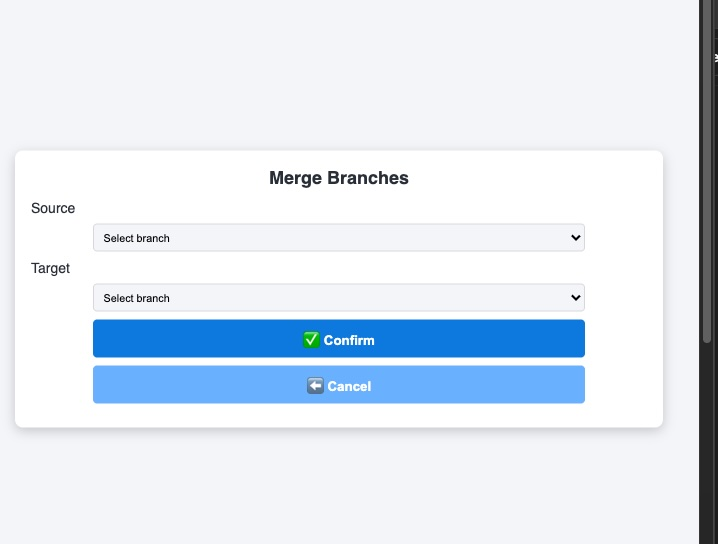 Merge Branches
Source
Select branch
Target
Select branch
✅ Confirm
⬅️ Cancel